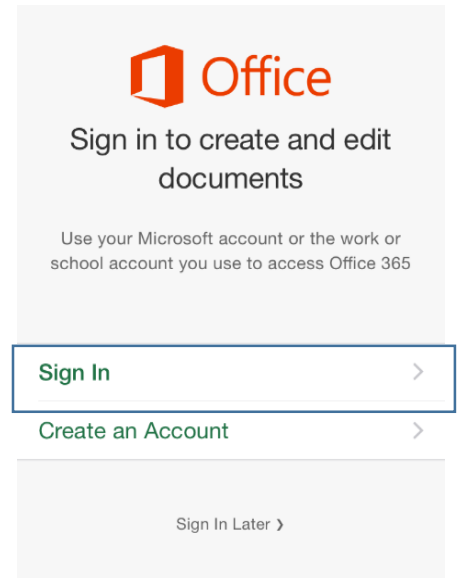 Office
Sign in to create and edit
documents
Use your Microsoft account or the work or
school account you use to access Office 365
Sign In
Create an Account
Sign In Later